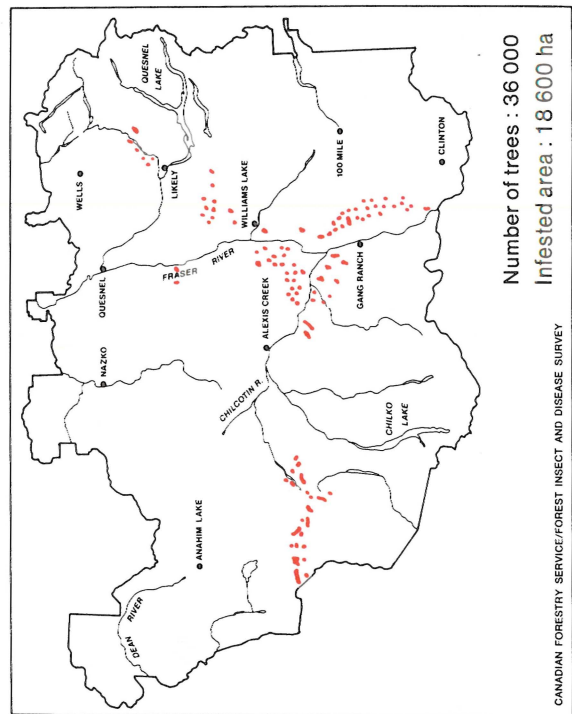 WELLS
QUESNEL
LAKE
LIKELY
QUESNEL
NAZKO
FRASER
RIVER
WILLIAMS LAKE
100 MILE
ANAHIM LAKE
DEAN
RIVER
ALEXIS CREEK
CHILCOTIN R.
GANG RANCH
CLINTON
CHILKO
LAKE
Number of trees : 36 000
Infested area : 18 600 ha
CANADIAN FORESTRY SERVICE/FOREST INSECT AND DISEASE SURVEY